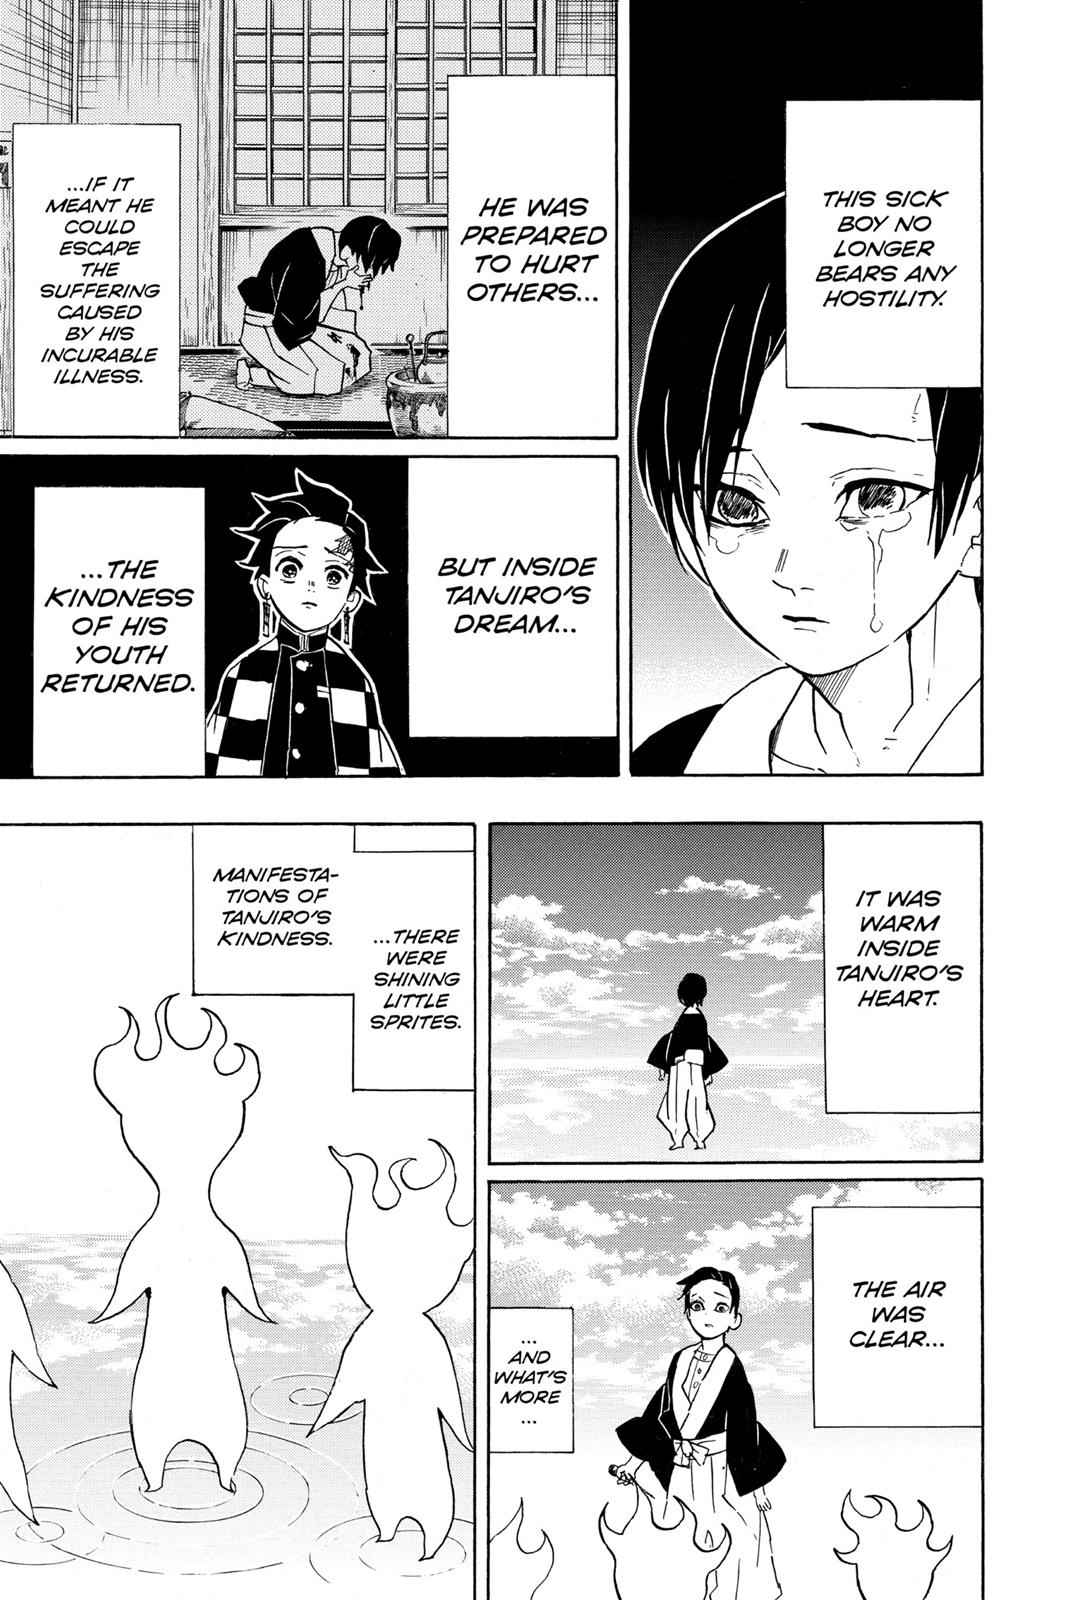 THIS SICK
BOY NO
LONGER
BEARS ANY
HOSTILITY.
HE WAS
PREPARED
TO HURT
OTHERS...
...IF IT
MEANT HE
COULD
ESCAPE
THE
SUFFERING
CAUSED
BY HIS
INCURABLE
ILLNESS.
BUT INSIDE
TANJIRO'S
DREAM...
...THE
KINDNESS
OF HIS
YOUTH
RETURNED.
IT WAS
WARM
INSIDE
TANJIRO'S
HEART.
THE AIR
WAS
CLEAR...
...
AND
WHAT'S
MORE
...
...THERE
WERE
SHINING
LITTLE
SPRITES.
MANIFESTA-
TIONS OF
TANJIRO'S
KINDNESS.